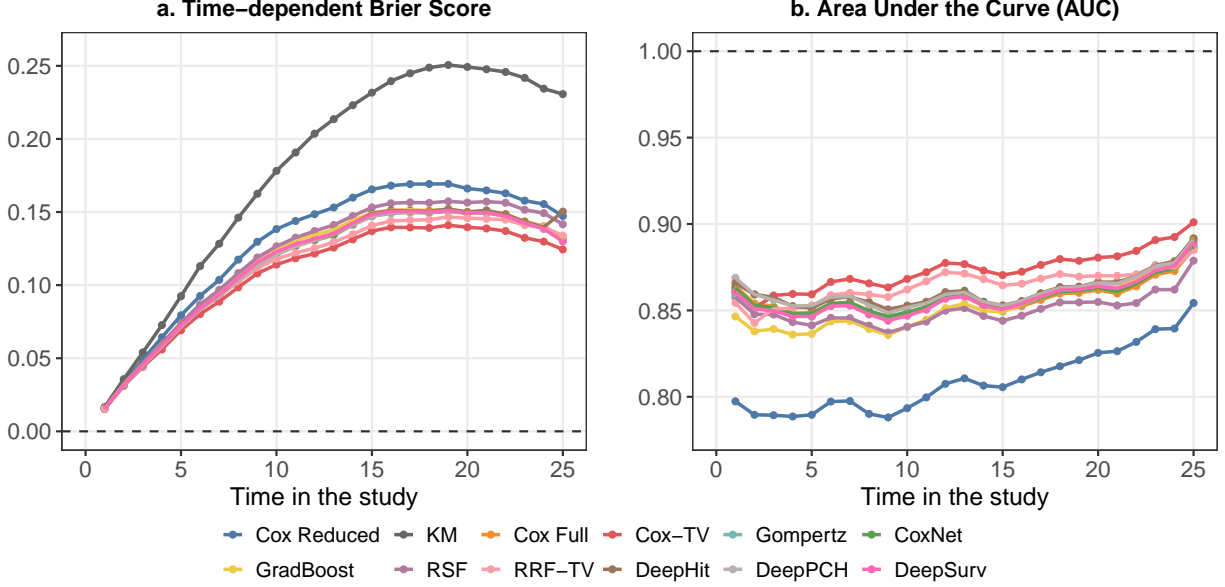 a. Time−dependent Brier Score
b. Area Under the Curve (AUC)
0.25
0.20
0.15
0.10
0.05
0.00
0 5 10 15 20 25
Time in the study
1.00
0.95
0.90
0.85
0.80
0 5 10 15 20 25
Time in the study
Cox Reduced KM Cox Full Cox−TV Gompertz CoxNet
GradBoost RSF RRF−TV DeepHit DeepPCH DeepSurv